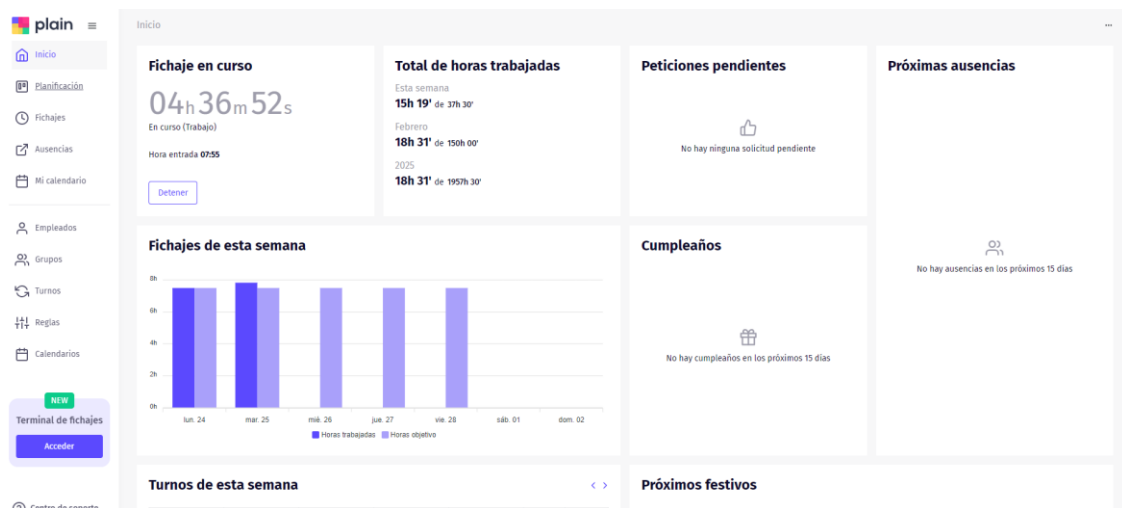 plain
Inicio
Planificación
Fichajes
Ausencias
Mi calendario
Empleados
Grupos
Turnos
Reglas
Calendarios
NEW
Terminal de fichajes
Acceder
Centro de soporte
Inicio
Fichaje en curso
04h 36m 52s
En curso (Trabajo)
Hora entrada 07:55
Detener
Total de horas trabajadas
Esta semana
15h 19' de 37h 30'
Febrero
18h 31' de 150h 00'
2025
18h 31' de 1957h 30'
Peticiones pendientes
No hay ninguna solicitud pendiente
Próximas ausencias
No hay ausencias en los próximos 15 días
Fichajes de esta semana
8h
6h
4h
2h
0h
lun. 24 mar. 25 mié. 26 jue. 27 vie. 28 sáb. 01 dom. 02
Horas trabajadas Horas objetivo
Cumpleaños
No hay cumpleaños en los próximos 15 días
Turnos de esta semana
Próximos festivos